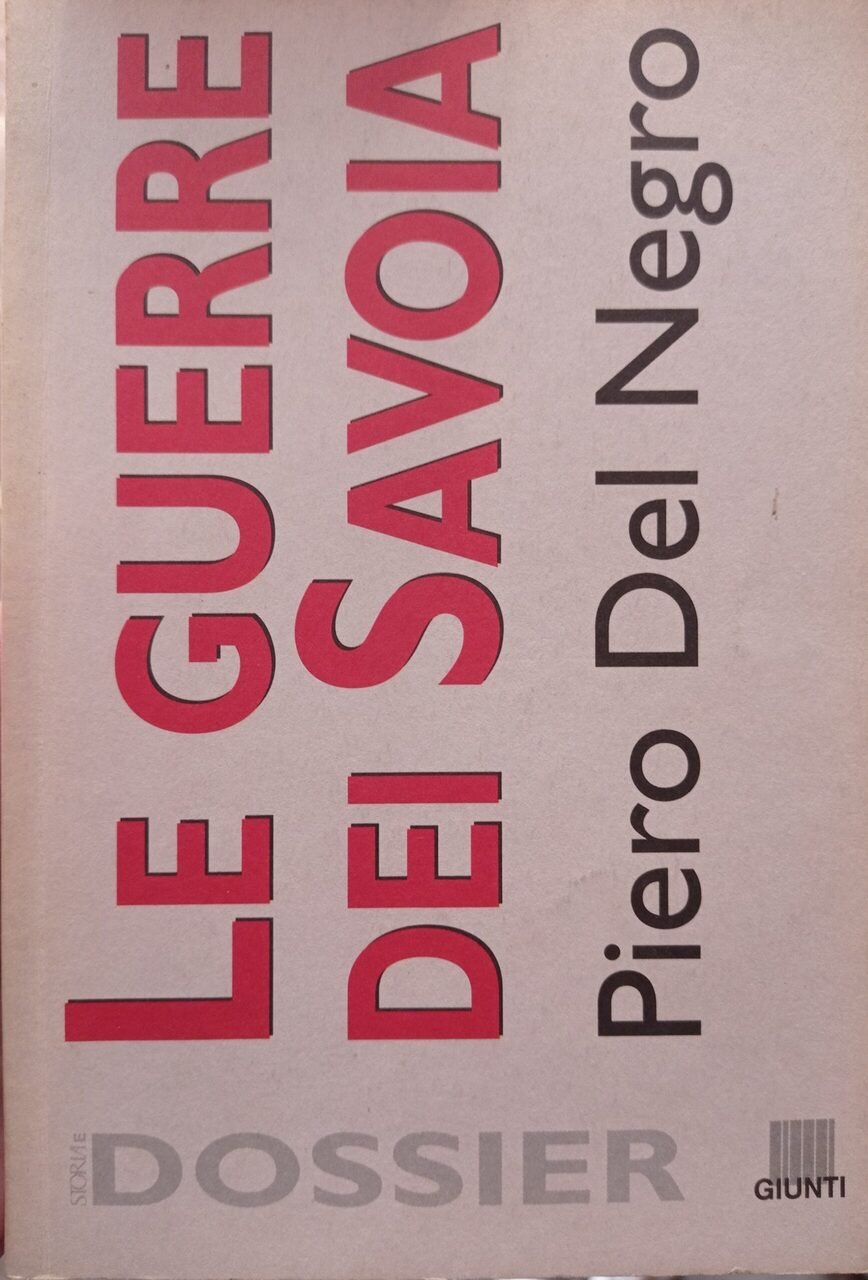 LE GUERRE
DEI SAVOIA
Piero Del Negro
STORIA E
DOSSIER
GIUNTI